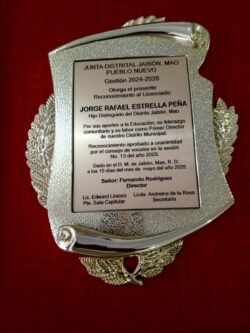 JUNTA DISTRITAL JAIBÓN, MAO
PUEBLO NUEVO
Gestión 2024-2028
Otorga el presente
Reconocimiento al Licenciado:
JORGE RAFAEL ESTRELLA PEÑA
Hijo Distinguido del Distrito Jaibón, Mao
Por sus aportes a la Educación, su liderazgo
comunitario y su labor como Primer Director
de nuestro Distrito Municipal.
Reconocimiento aprobado a unanimidad
por el consejo de vocales en la sesión
No. 13 del año 2025
Dado en el D. M. de Jaibón, Mao, R. D.
a los 15 días del mes de mayo del año 2025
Señor: Fernando Rodríguez
Director
Lic. Edward Liranzo
Pte. Sala Capitular
Licda. Andreina de la Rosa
Secretaria